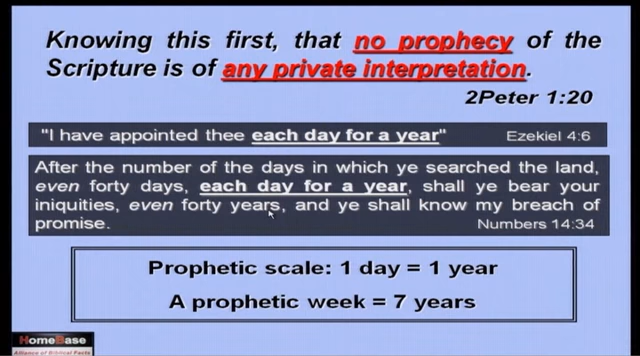 Knowing this first, that no prophecy of the
Scripture is of any private interpretation.
2Peter 1:20
"I have appointed thee each day for a year" Ezekiel 4:6
After the number of the days in which ye searched the land,
even forty days, each day for a year, shall ye bear your
iniquities, even forty years, and ye shall know my breach of
promise. Numbers 14:34
Prophetic scale: 1 day = 1 year
A prophetic week = 7 years
HomeBase
Alliance of Biblical Facts